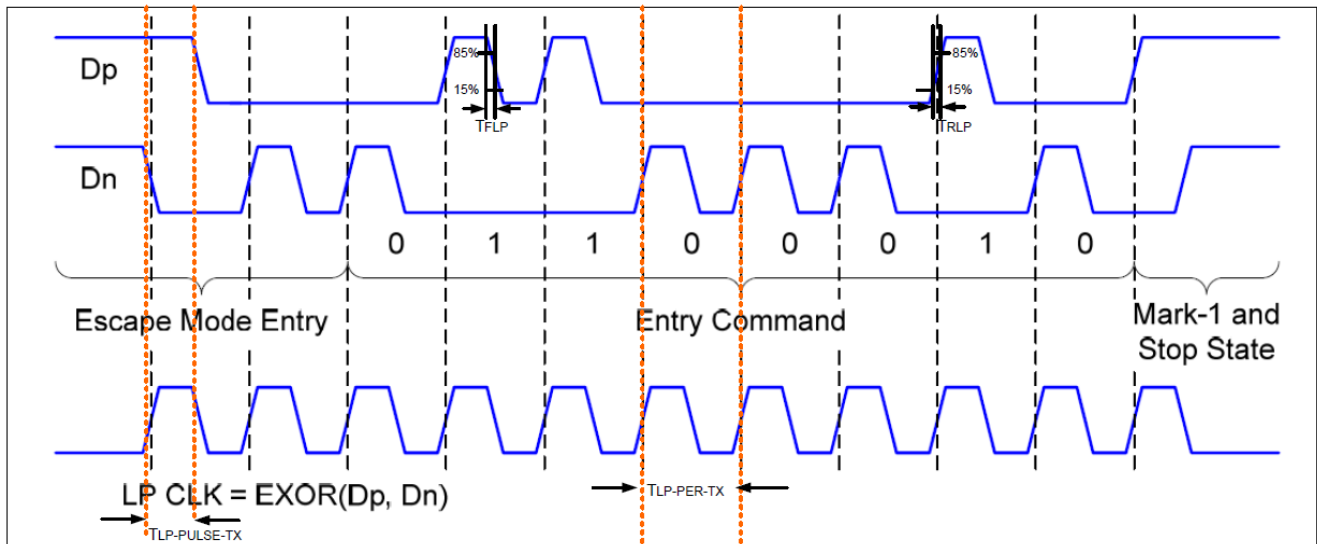 Dp
85%
15%
TFLP
85%
15%
TRLP
Dn
0 1 1 0 0 0 1 0
Escape Mode Entry
Entry Command
Mark-1 and
Stop State
LP CLK = EXOR(Dp, Dn)
TLP-PULSE-TX
TLP-PER-TX